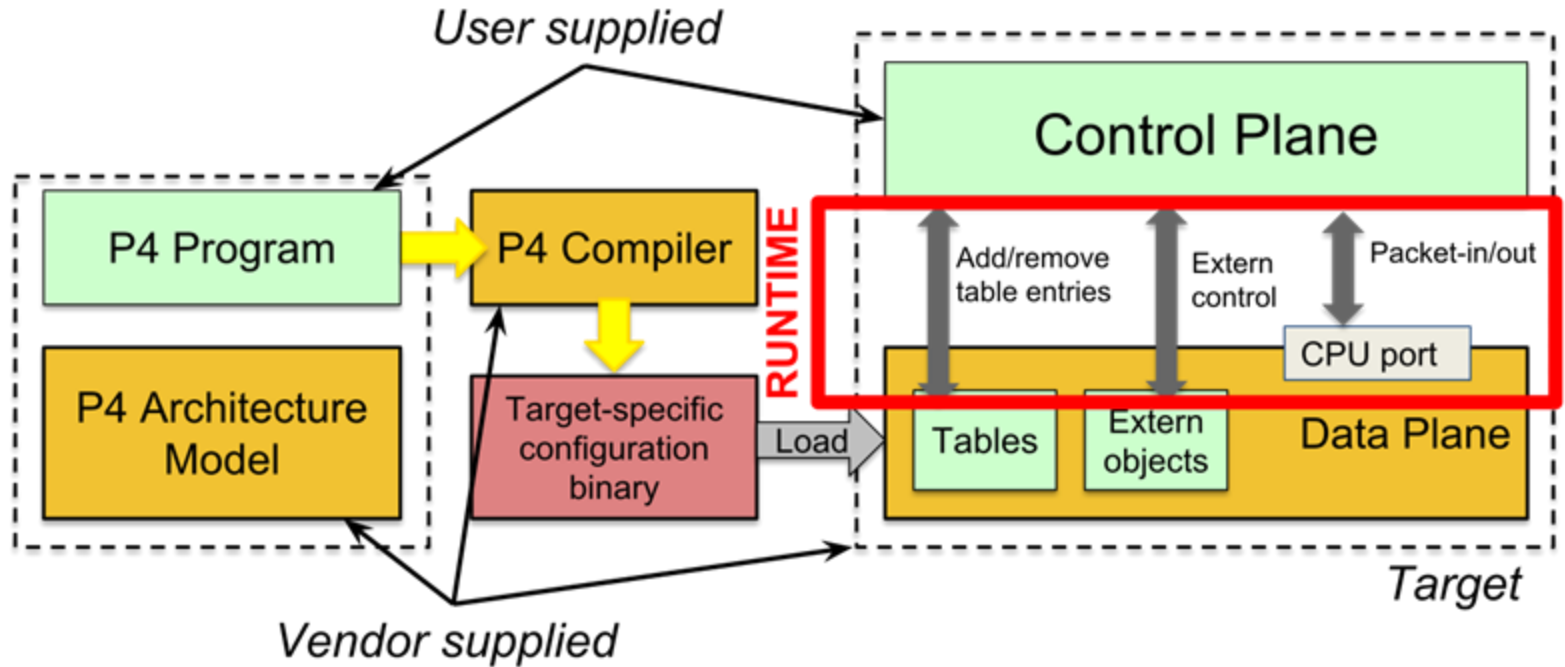 User supplied
Control Plane
P4 Program
P4 Compiler
RUNTIME
Add/remove
table entries
Extern
control
Packet-in/out
CPU port
P4 Architecture
Model
Target-specific
configuration
binary
Load
Tables
Extern
objects
Data Plane
Target
Vendor supplied